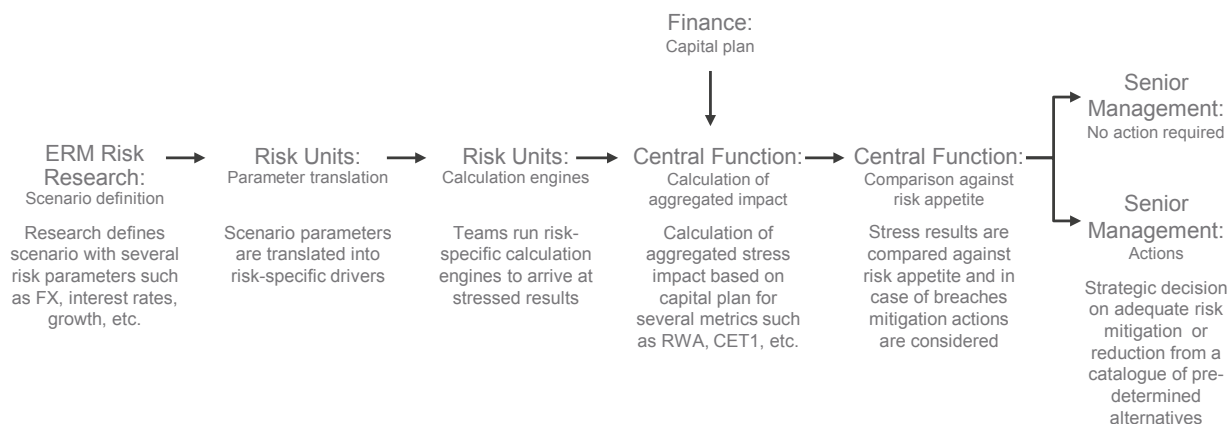 Finance:
Capital plan
ERM Risk
Research:
Scenario definition
Research defines
scenario with several
risk parameters such
as FX, interest rates,
growth, etc.
Risk Units:
Parameter translation
Scenario parameters
are translated into
risk-specific drivers
Risk Units:
Calculation engines
Teams run risk-
specific calculation
engines to arrive at
stressed results
Central Function:
Calculation of
aggregated impact
Calculation of
aggregated stress
impact based on
capital plan for
several metrics such
as RWA, CET1, etc.
Central Function:
Comparison against
risk appetite
Stress results are
compared against
risk appetite and in
case of breaches
mitigation actions
are considered
Senior
Management:
No action required
Senior
Management:
Actions
Strategic decision
on adequate risk
mitigation or
reduction from a
catalogue of pre-
determined
alternatives